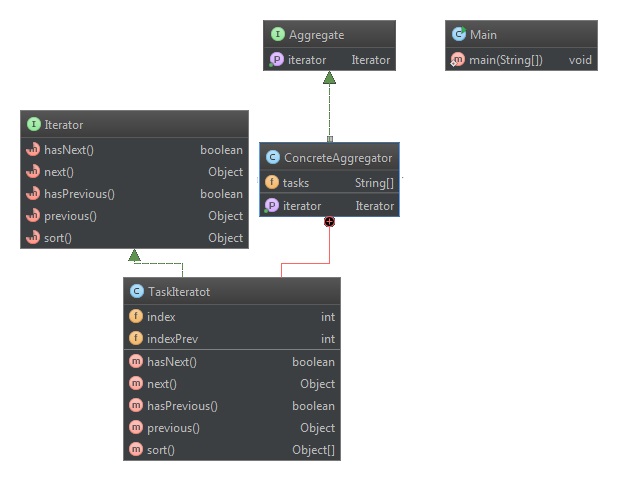 Aggregate
iterator Iterator
Main
main(String[]) void
Iterator
hasNext() boolean
next() Object
hasPrevious() boolean
previous() Object
sort() Object
ConcreteAggregator
tasks String[]
iterator Iterator
TaskIteratot
index int
indexPrev int
hasNext() boolean
next() Object
hasPrevious() boolean
previous() Object
sort() Object[]